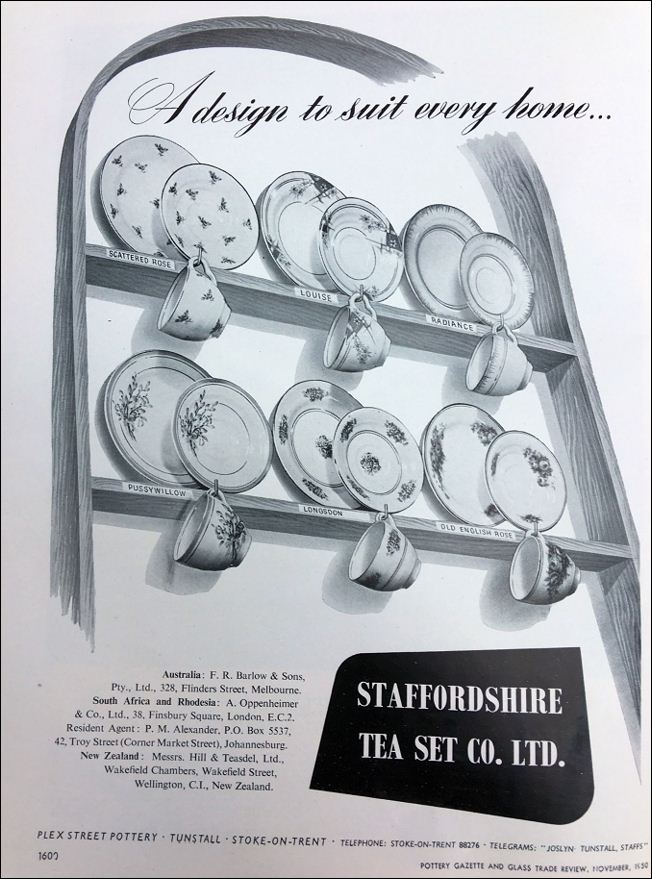 A design to suit every home...
SCATTERED ROSE
LOUISE
RADIANCE
PUSSYWILLOW
LONGSDON
OLD ENGLISH ROSE
Australia: F. R. Barlow & Sons,
Pty., Ltd., 328, Flinders Street, Melbourne.
South Africa and Rhodesia: A. Oppenheimer
& Co., Ltd., 38, Finsbury Square, London, E.C.2.
Resident Agent: P. M. Alexander, P.O. Box 5537,
42, Troy Street (Corner Market Street), Johannesburg.
New Zealand: Messrs. Hill & Teasdel, Ltd.,
Wakefield Chambers, Wakefield Street,
Wellington, C.I., New Zealand.
STAFFORDSHIRE
TEA SET CO. LTD.
PLEX STREET POTTERY · TUNSTALL · STOKE-ON-TRENT · TELEPHONE: STOKE-ON-TRENT 88276 · TELEGRAMS: "JOSLYN· TUNSTALL, STAFFS"
1600
POTTERY GAZETTE AND GLASS TRADE REVIEW, NOVEMBER, 1950